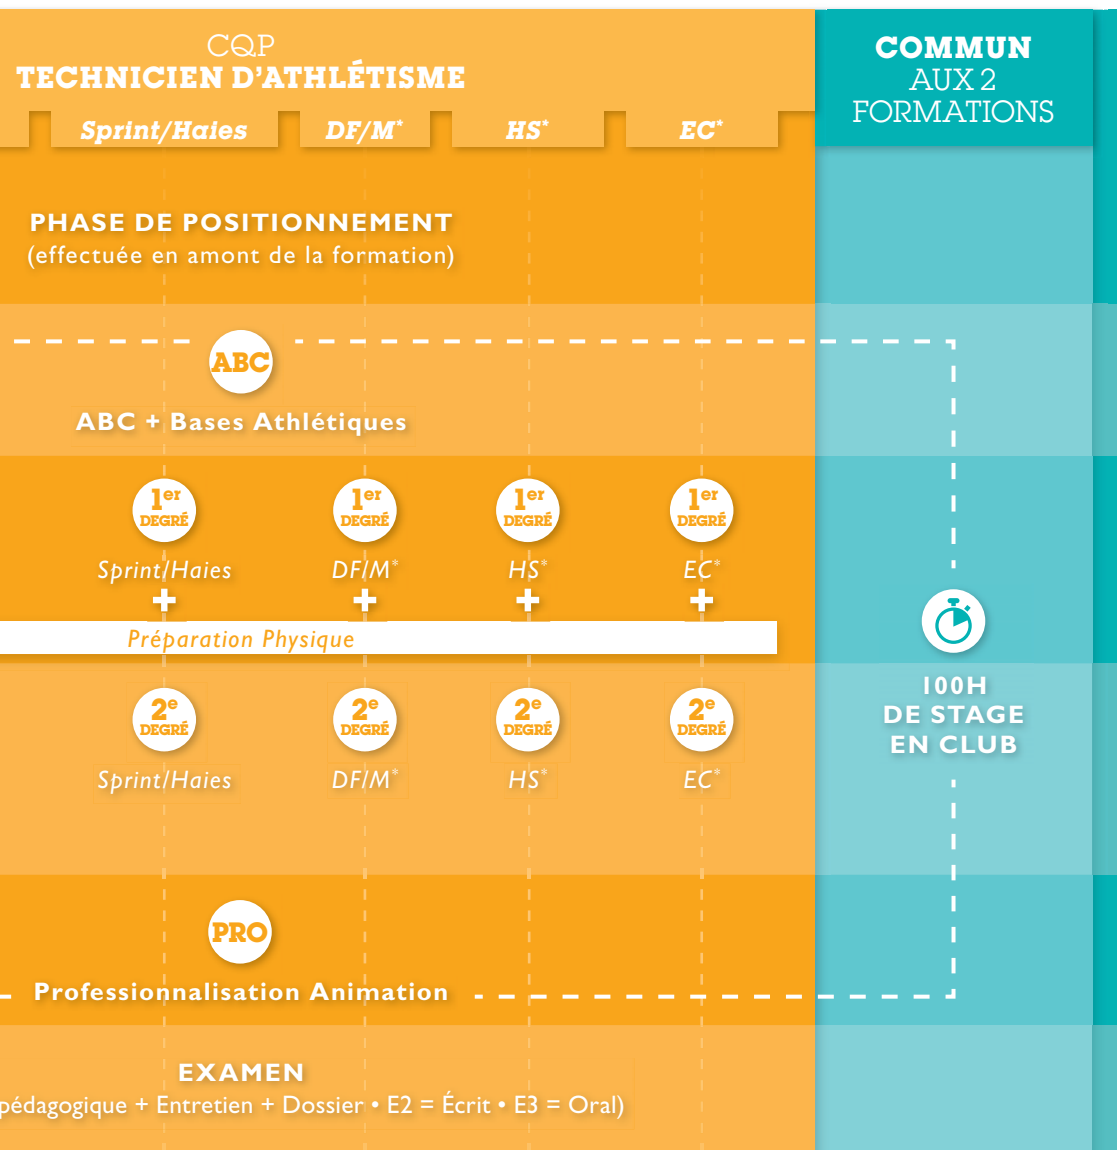 CQP
TECHNICIEN D'ATHLÉTISME
COMMUN
AUX 2
FORMATIONS
Sprint/Haies DF/M* HS* EC*
PHASE DE POSITIONNEMENT
(effectuée en amont de la formation)
ABC
ABC + Bases Athlétiques
1er DEGRÉ 1er DEGRÉ 1er DEGRÉ 1er DEGRÉ
Sprint/Haies DF/M* HS* EC*
+ + + +
Préparation Physique
2e DEGRÉ 2e DEGRÉ 2e DEGRÉ 2e DEGRÉ
Sprint/Haies DF/M* HS* EC*
100H
DE STAGE
EN CLUB
PRO
Professionnalisation Animation
EXAMEN
pédagogique + Entretien + Dossier • E2 = Écrit • E3 = Oral)